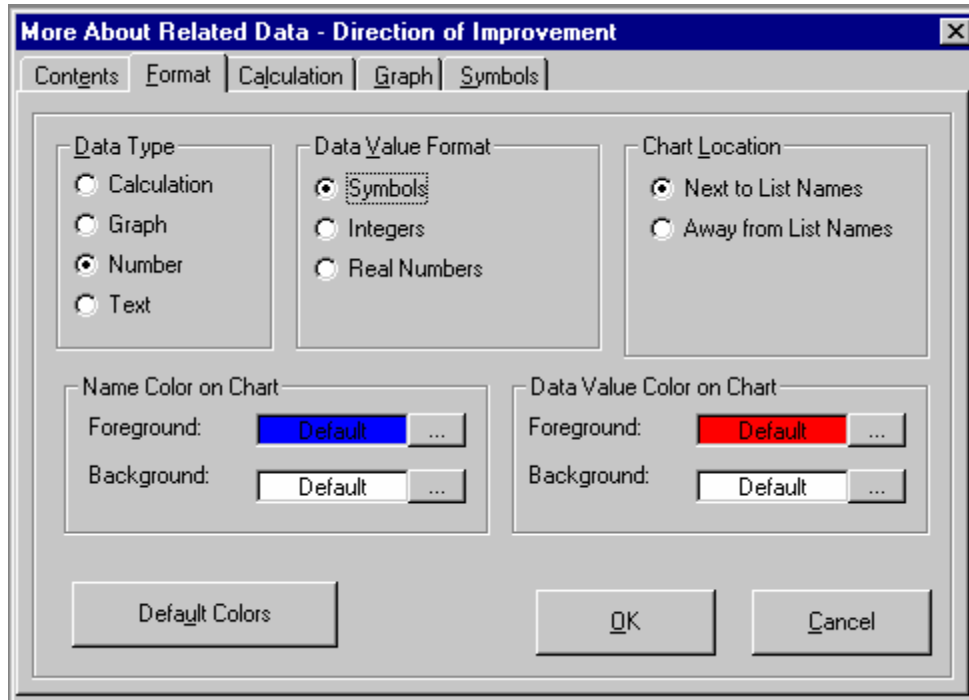 More About Related Data - Direction of Improvement
Contents Format Calculation Graph Symbols
Data Type
Calculation
Graph
Number
Text
Data Value Format
Symbols
Integers
Real Numbers
Chart Location
Next to List Names
Away from List Names
Name Color on Chart
Foreground: Default ...
Background: Default ...
Data Value Color on Chart
Foreground: Default ...
Background: Default ...
Default Colors
OK
Cancel